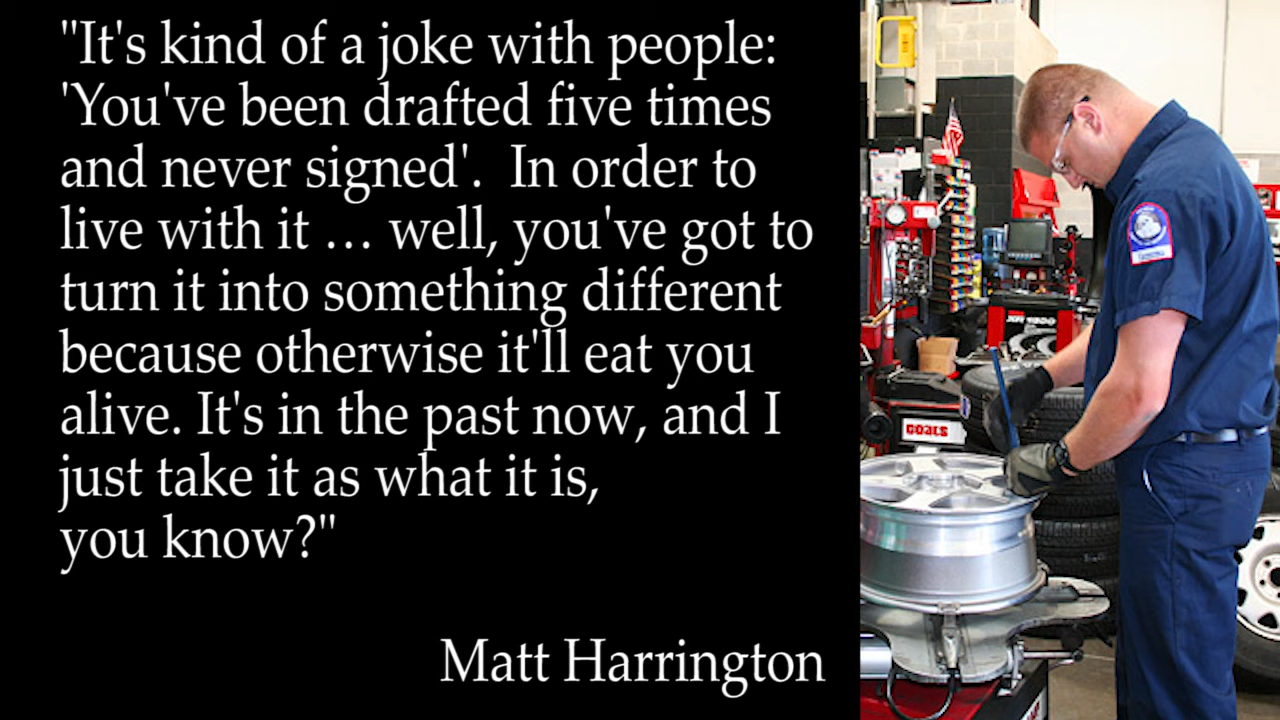 "It's kind of a joke with people:
'You've been drafted five times
and never signed'.  In order to
live with it … well, you've got to
turn it into something different
because otherwise it'll eat you
alive. It's in the past now, and I
just take it as what it is,
you know?"
Matt Harrington
GOALS